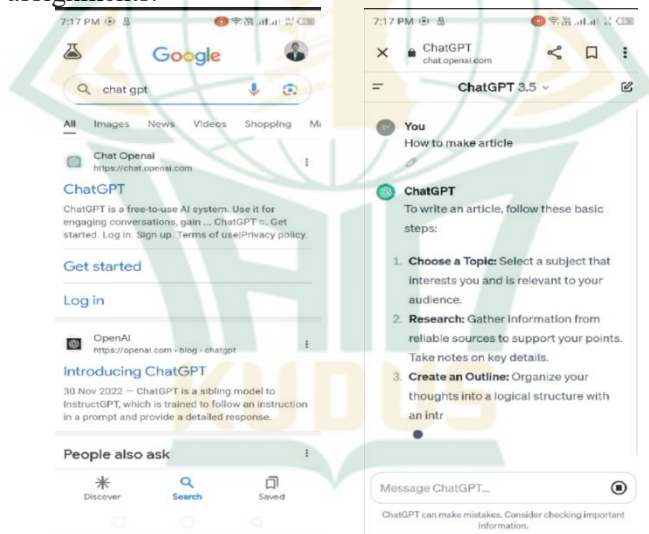 7:17 PM
Google
chat gpt
All Images News Videos Shopping
Chat Openai
https://chat.openai.com
ChatGPT
ChatGPT is a free-to-use AI system. Use it for
engaging conversations, gain ... ChatGPT =. Get
started. Log in. Sign up. Terms of use|Privacy policy.
Get started
Log in
OpenAI
https://openai.com › blog › chatgpt
Introducing ChatGPT
30 Nov 2022 — ChatGPT is a sibling model to
InstructGPT, which is trained to follow an instruction
in a prompt and provide a detailed response.
People also ask
Discover Search Saved
7:17 PM
ChatGPT
chat.openai.com
ChatGPT 3.5
You
How to make article
ChatGPT
To write an article, follow these basic
steps:
1. Choose a Topic: Select a subject that
interests you and is relevant to your
audience.
2. Research: Gather information from
reliable sources to support your points.
Take notes on key details.
3. Create an Outline: Organize your
thoughts into a logical structure with
an intr
Message ChatGPT...
ChatGPT can make mistakes. Consider checking important
information.
KUDUS